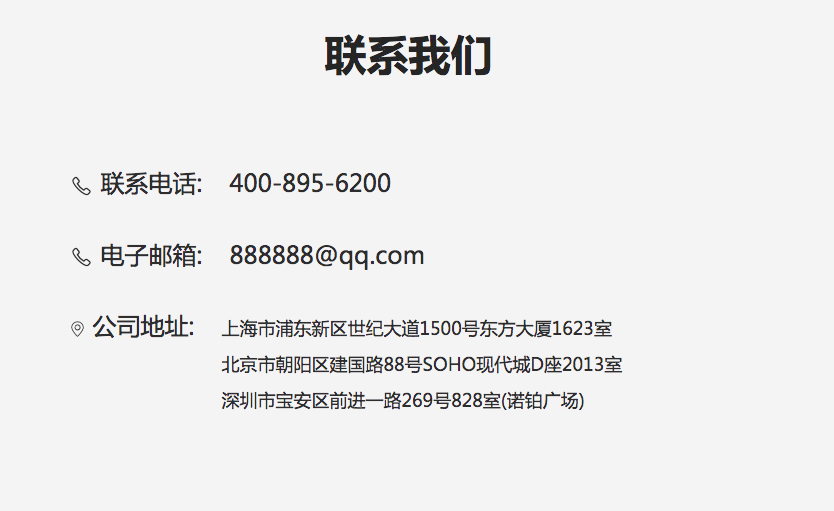 联系我们
联系电话: 400-895-6200
电子邮箱: 888888@qq.com
公司地址: 上海市浦东新区世纪大道1500号东方大厦1623室
北京市朝阳区建国路88号SOHO现代城D座2013室
深圳市宝安区前进一路269号828室(诺铂广场)